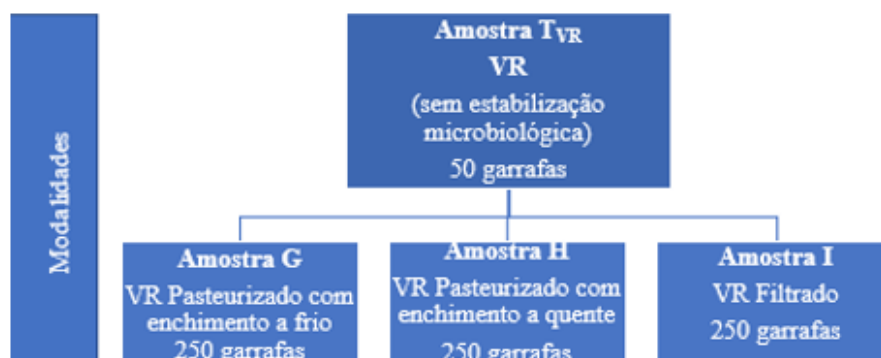 Modalidades
Amostra TVR
VR
(sem estabilização
microbiológica)
50 garrafas
Amostra G
VR Pasteurizado com
enchimento a frio
250 garrafas
Amostra H
VR Pasteurizado com
enchimento a quente
250 garrafas
Amostra I
VR Filtrado
250 garrafas